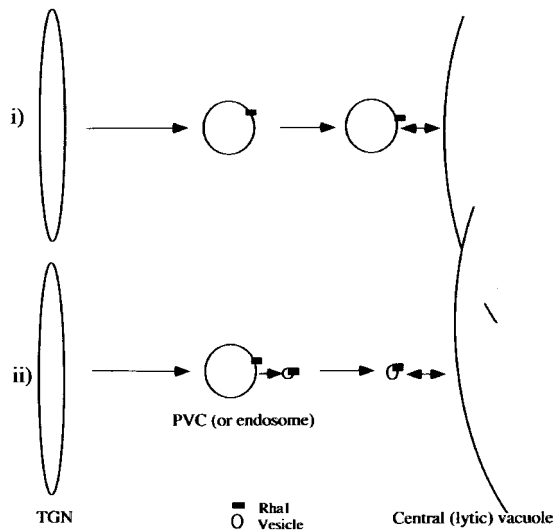 i)
ii)
PVC (or endosome)
TGN
Rha1
Vesicle
Central (lytic) vacuole